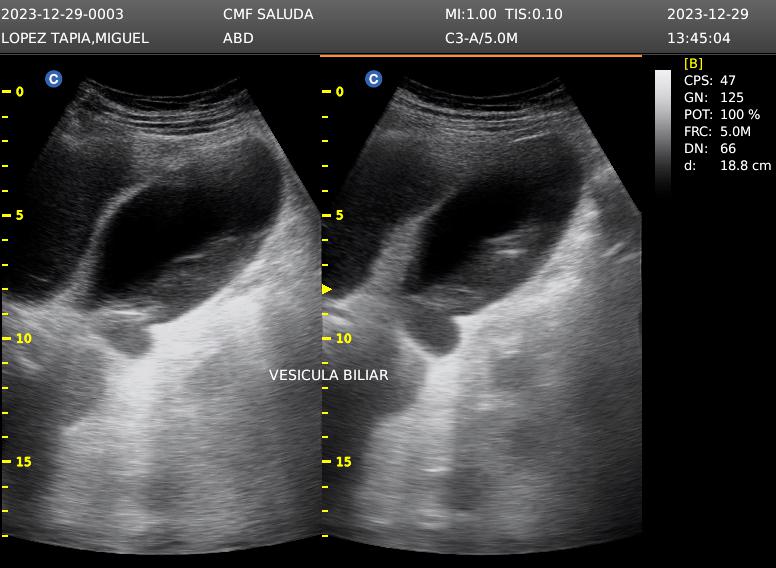 2023-12-29-0003 CMF SALUDA MI:1.00 TIS:0.10 2023-12-29
LOPEZ TAPIA,MIGUEL ABD C3-A/5.0M 13:45:04
C C
[B]
CPS: 47
GN: 125
POT: 100 %
FRC: 5.0M
DN: 66
d: 18.8 cm
0 0
5 5
10 10
VESICULA BILIAR
15 15